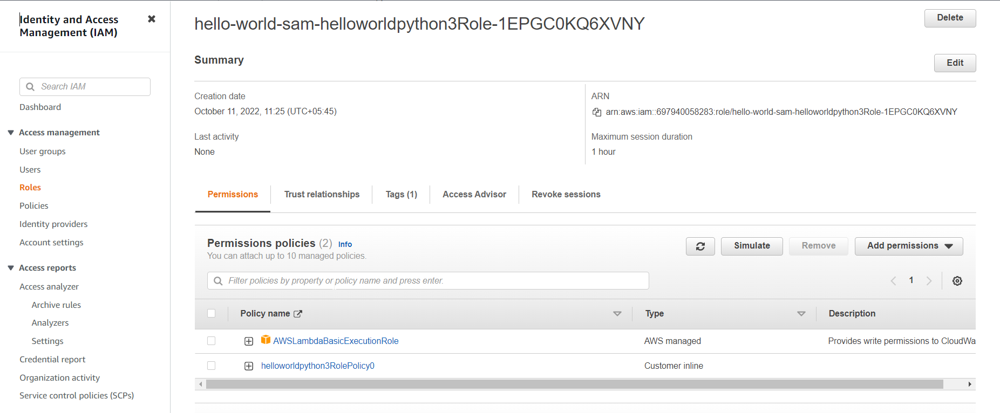 Identity and Access
Management (IAM)
Search IAM
Dashboard
Access management
User groups
Users
Roles
Policies
Identity providers
Account settings
Access reports
Access analyzer
Archive rules
Analyzers
Settings
Credential report
Organization activity
Service control policies (SCPs)
hello-world-sam-helloworldpython3Role-1EPGC0KQ6XVNY
Delete
Summary
Edit
Creation date
October 11, 2022, 11:25 (UTC+05:45)
ARN
arn:aws:iam::697940058283:role/hello-world-sam-helloworldpython3Role-1EPGC0KQ6XVNY
Last activity
None
Maximum session duration
1 hour
Permissions Trust relationships Tags (1) Access Advisor Revoke sessions
Permissions policies (2) Info
You can attach up to 10 managed policies.
Simulate Remove Add permissions
Filter policies by property or policy name and press enter.
1
Policy name Type Description
AWSLambdaBasicExecutionRole AWS managed Provides write permissions to CloudWa
helloworldpython3RolePolicy0 Customer inline